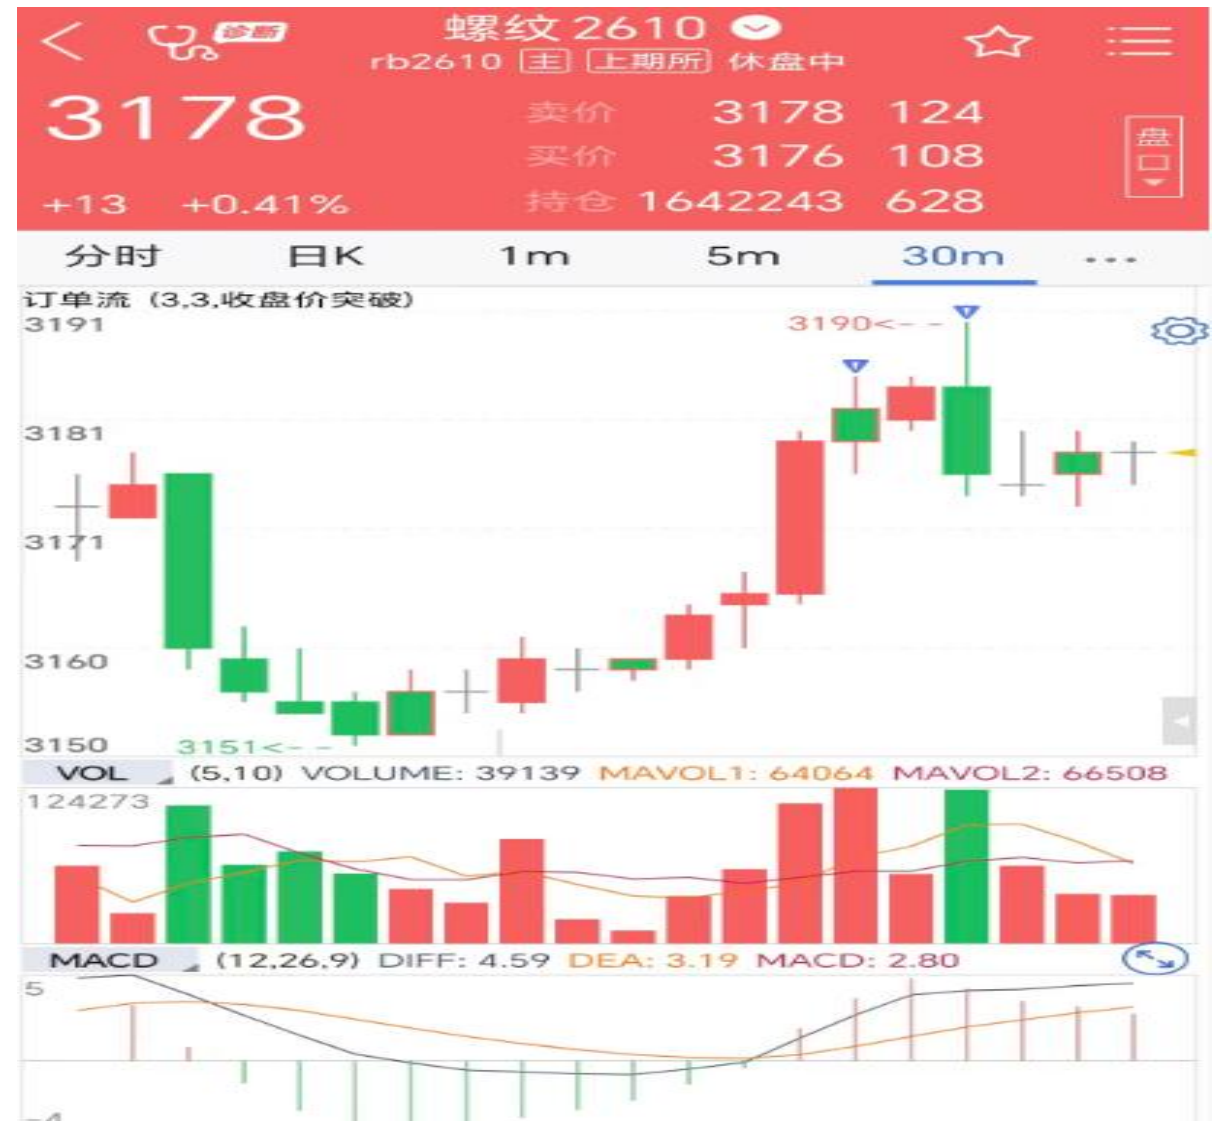 诊断 螺纹 2610
rb2610 主 上期所 休盘中
3178 卖价 3178 124
买价 3176 108 盘口
+13 +0.41% 持仓 1642243 628
分时 日K 1m 5m 30m ...
订单流 (3,3,收盘价突破)
3191 3190<--
3181
3171
3160
3150 3151<--
VOL (5,10) VOLUME: 39139 MAVOL1: 64064 MAVOL2: 66508
124273
MACD (12,26,9) DIFF: 4.59 DEA: 3.19 MACD: 2.80
5
-4